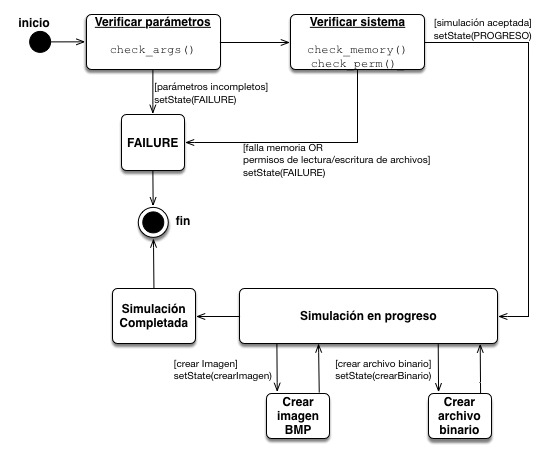 inicio
Verificar parámetros
check_args()
Verificar sistema
check_memory()
check_perm()_
[simulación aceptada]
setState(PROGRESO)
[parámetros incompletos]
setState(FAILURE)
FAILURE
[falla memoria OR
permisos de lectura/escritura de archivos]
setState(FAILURE)
fin
Simulación
Completada
Simulación en progreso
[crear Imagen]
setState(crearImagen)
[crear archivo binario]
setState(crearBinario)
Crear
imagen
BMP
Crear
archivo
binario